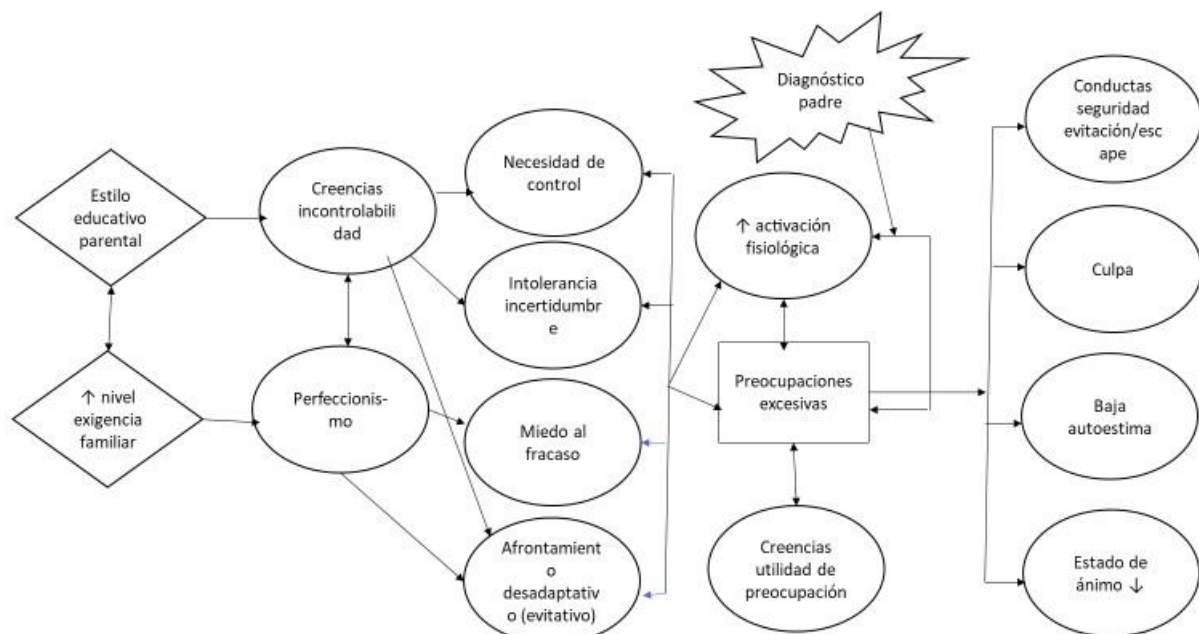 Estilo
educativo
parental
↑ nivel
exigencia
familiar
Creencias
incontrolabili
dad
Perfeccionis-
mo
Necesidad de
control
Intolerancia
incertidumbr
e
Miedo al
fracaso
Afrontamient
o
desadaptativ
o (evitativo)
Diagnóstico
padre
↑ activación
fisiológica
Preocupaciones
excesivas
Creencias
utilidad de
preocupación
Conductas
seguridad
evitación/esc
ape
Culpa
Baja
autoestima
Estado de
ánimo ↓